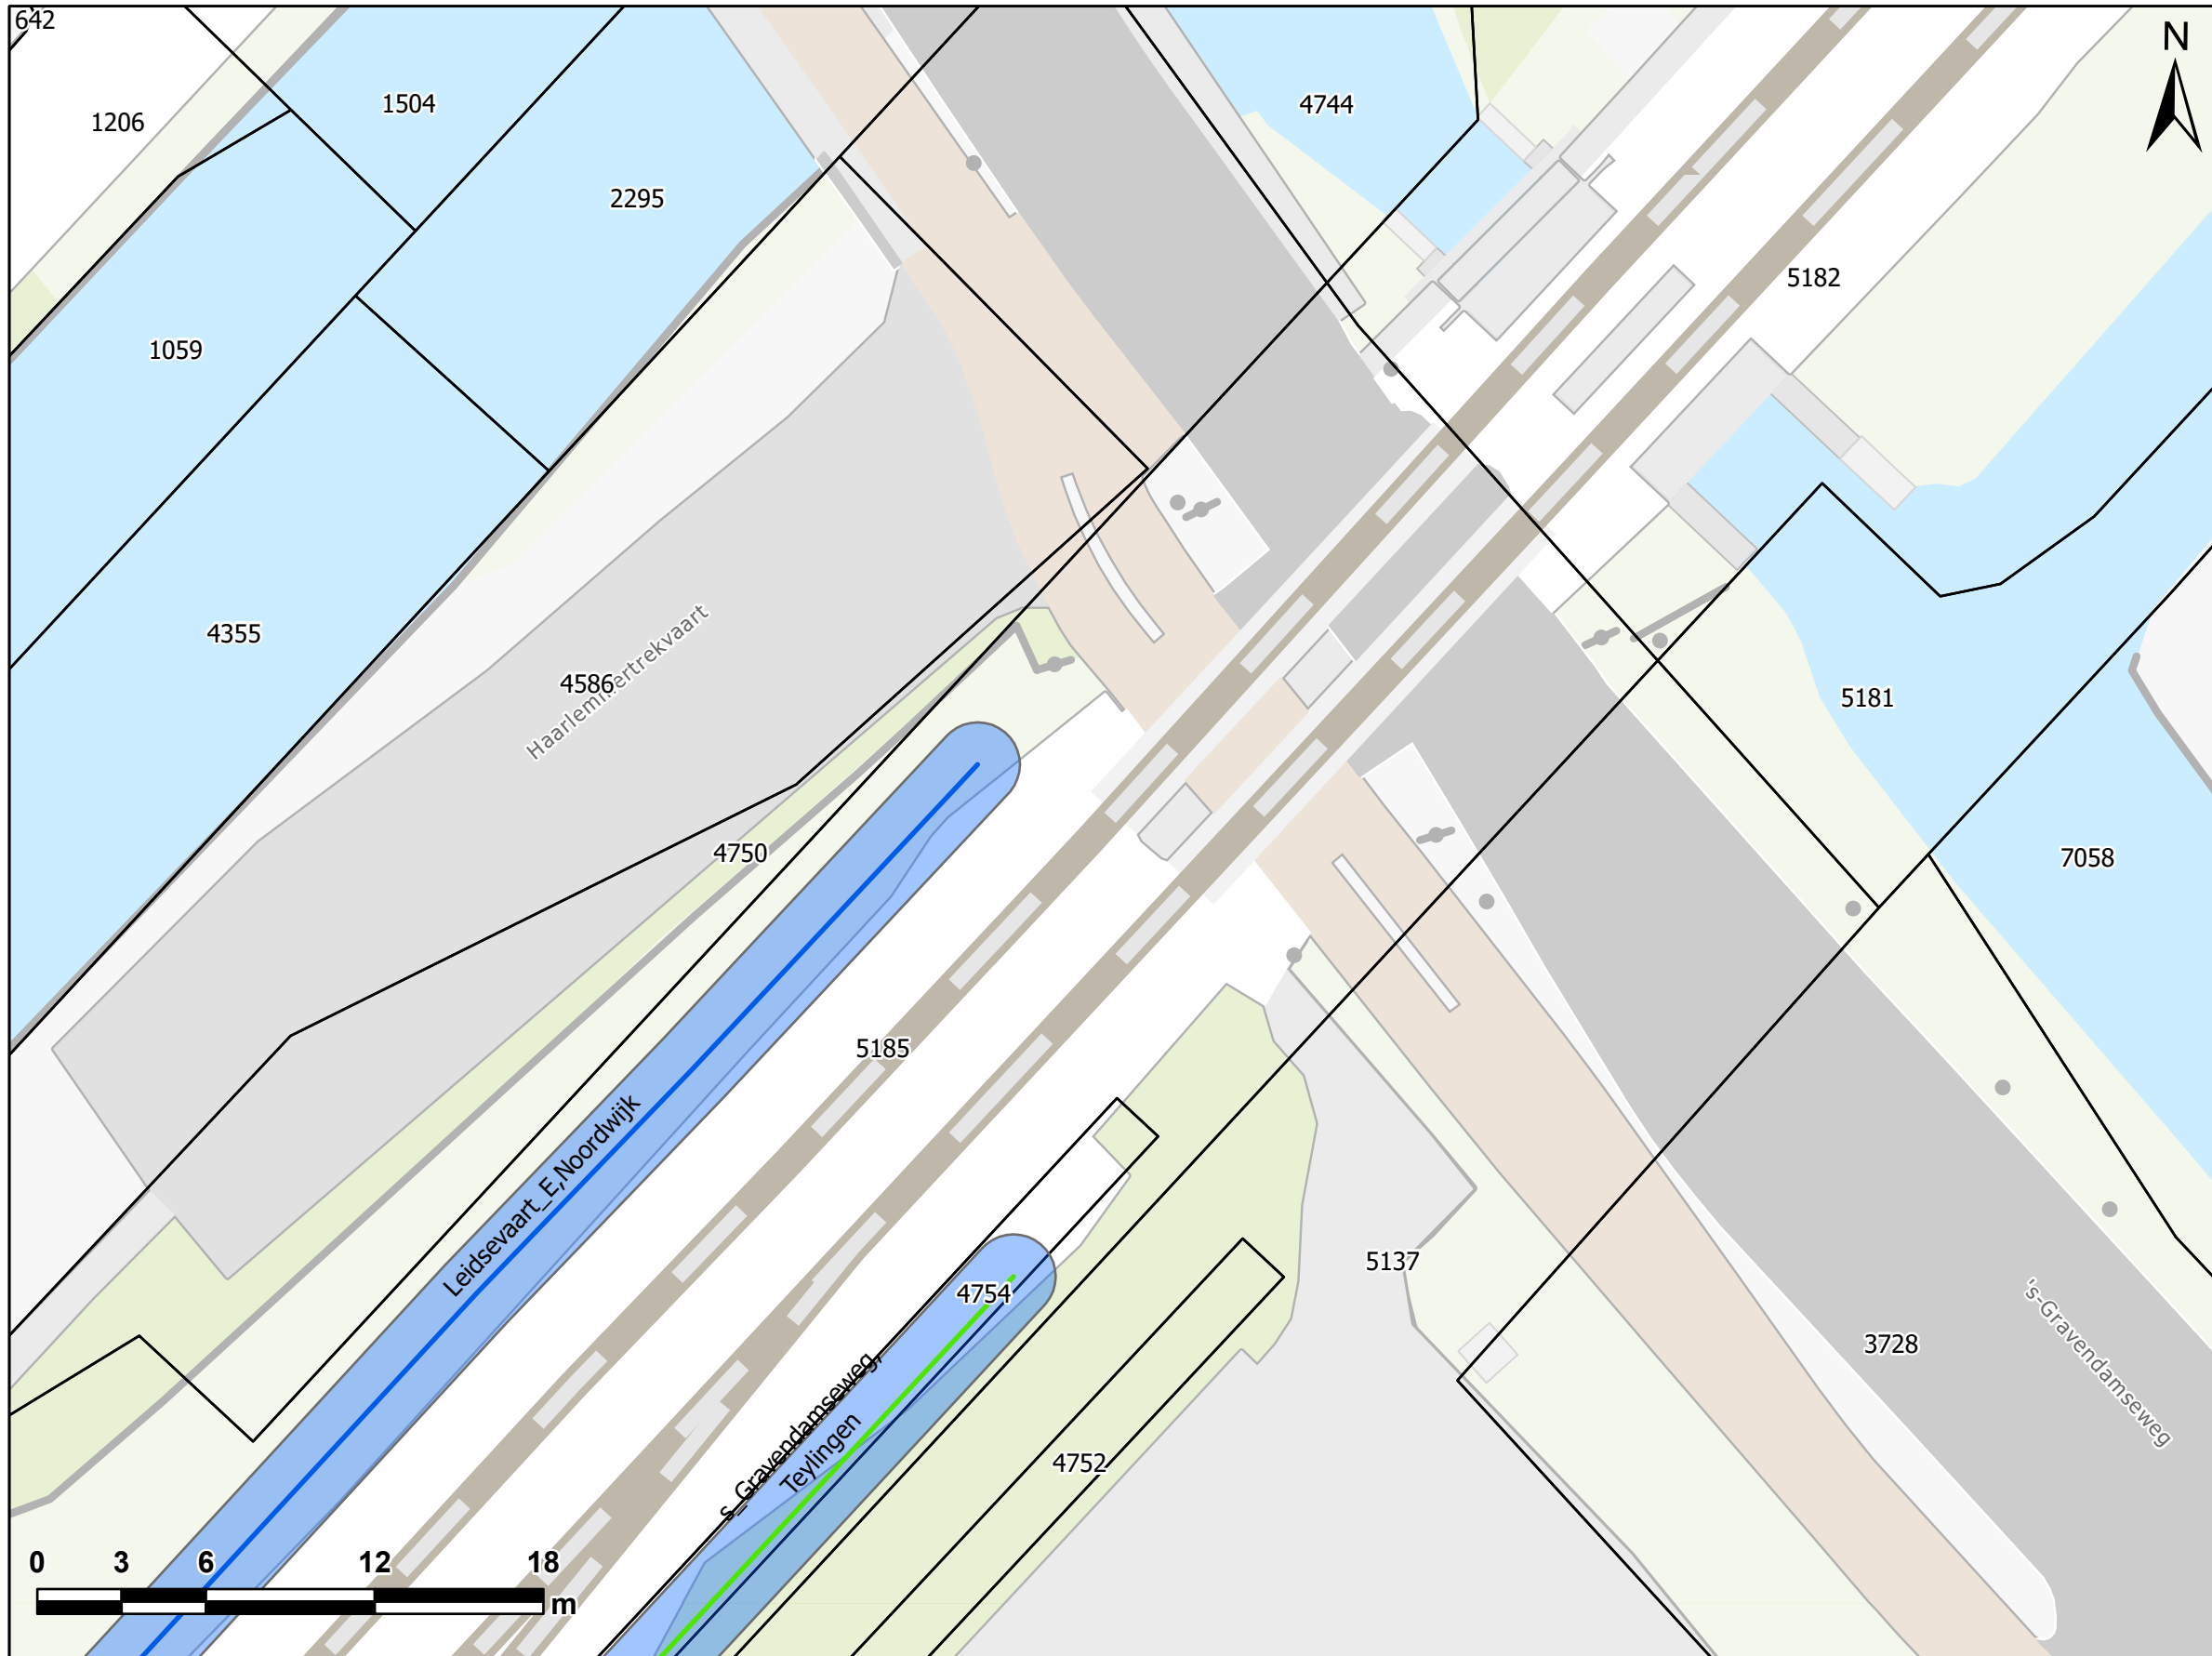 642
N
1504
4744
1206
2295
5182
1059
4355
4586
Haarlemmertrekvaart
5181
4750
7058
5185
Leidsevaart_E,Noordwijk
4754
5137
3728
's-Gravendamseweg
s_Gravendamseweg,
Teylingen
4752
0 3 6 12 18
m